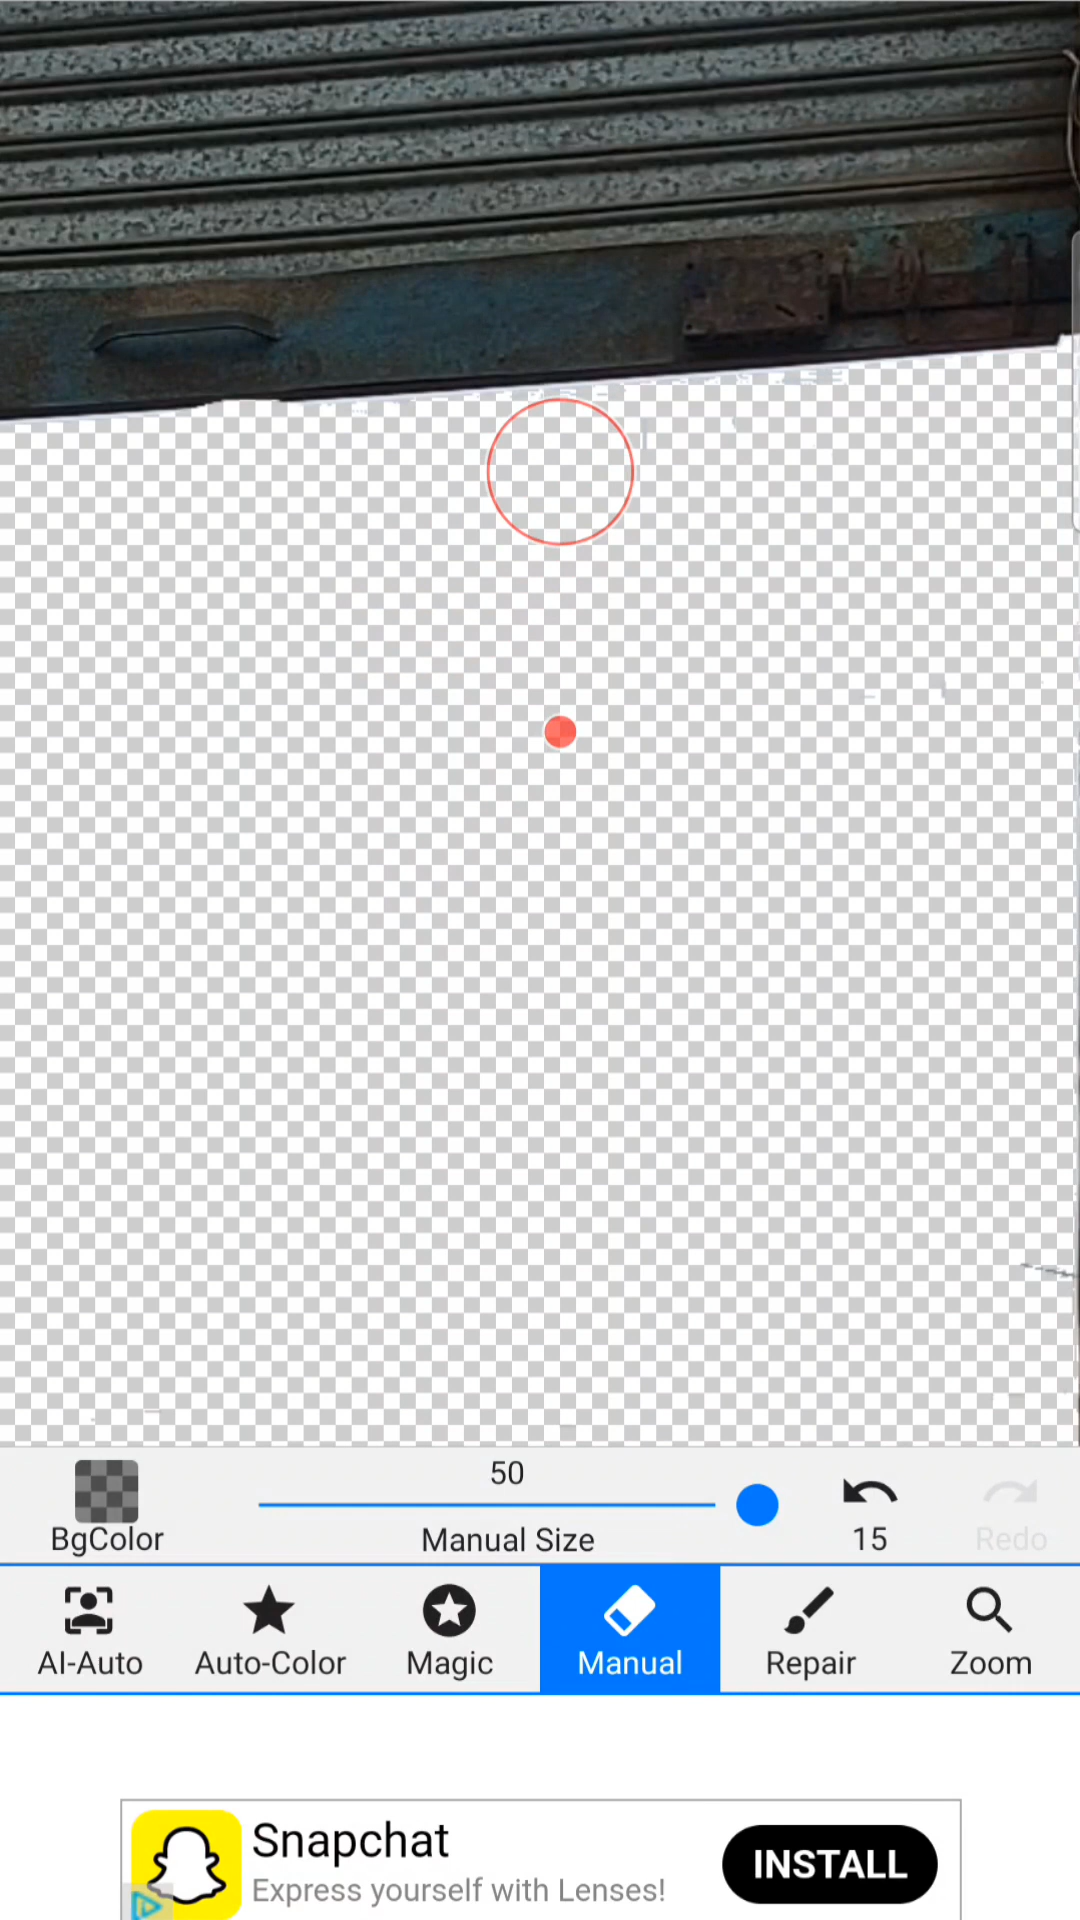 50
BgColor
Manual Size
15
Redo
AI-Auto
Auto-Color
Magic
Manual
Repair
Zoom
Snapchat
Express yourself with Lenses!
INSTALL